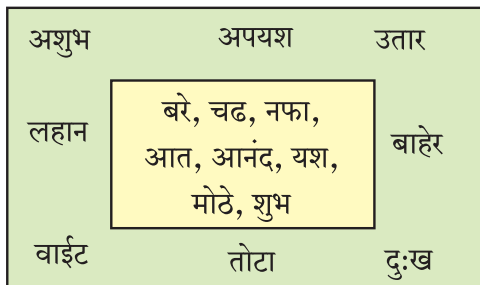 अशुभ अपयश उतार
लहान
बरे, चढ, नफा,
आत, आनंद, यश,
मोठे, शुभ
बाहेर
वाईट तोटा दुःख